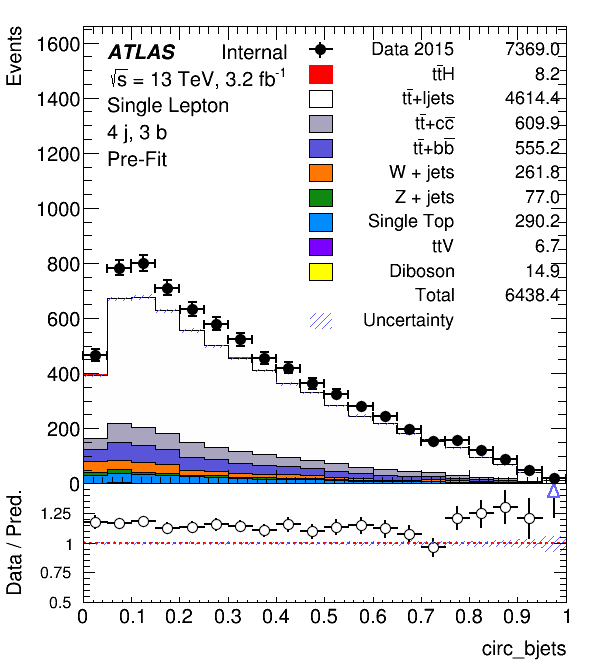 Events
1600
1400
1200
1000
800
600
400
200
0
ATLAS Internal
√s = 13 TeV, 3.2 fb⁻¹
Single Lepton
4 j, 3 b
Pre-Fit
Data 2015 7369.0
tt̄H 8.2
tt̄+ljets 4614.4
tt̄+cc̄ 609.9
tt̄+bb̄ 555.2
W + jets 261.8
Z + jets 77.0
Single Top 290.2
ttV 6.7
Diboson 14.9
Total 6438.4
Uncertainty
Data / Pred.
1.25
1
0.75
0.5
0 0.1 0.2 0.3 0.4 0.5 0.6 0.7 0.8 0.9 1
circ_bjets